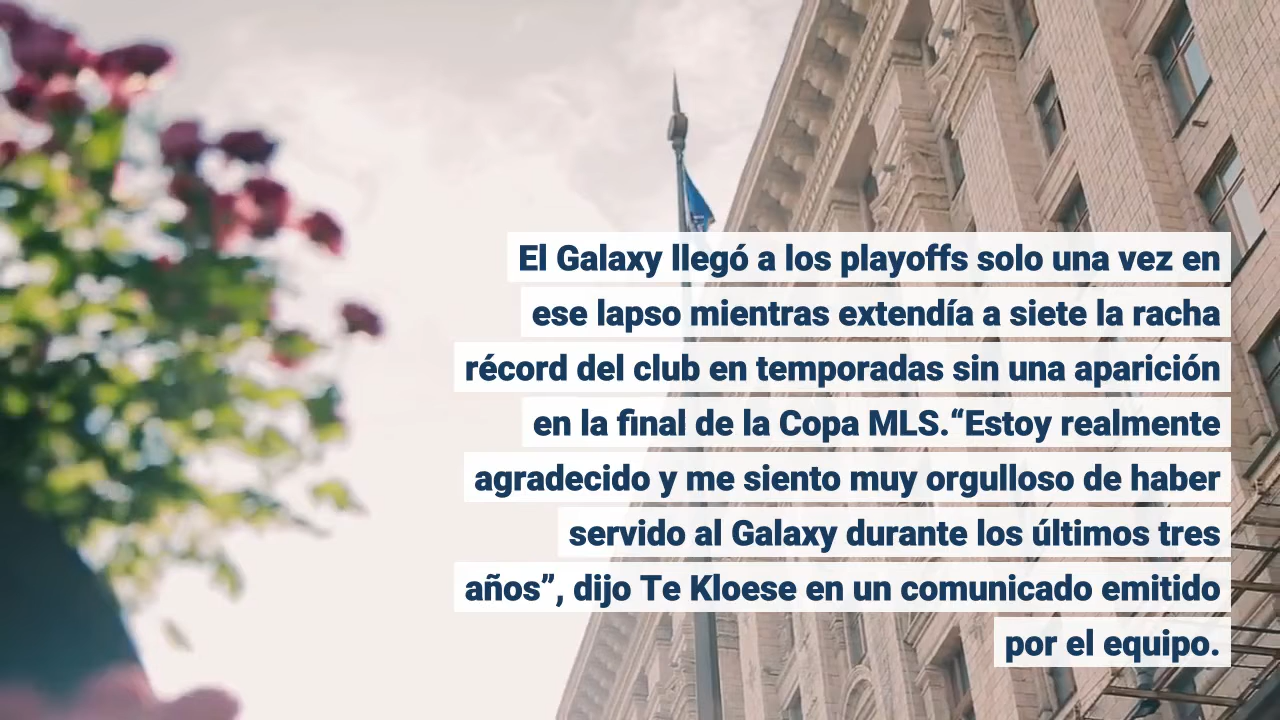 El Galaxy llegó a los playoffs solo una vez en
ese lapso mientras extendía a siete la racha
récord del club en temporadas sin una aparición
en la final de la Copa MLS.“Estoy realmente
agradecido y me siento muy orgulloso de haber
servido al Galaxy durante los últimos tres
años”, dijo Te Kloese en un comunicado emitido
por el equipo.